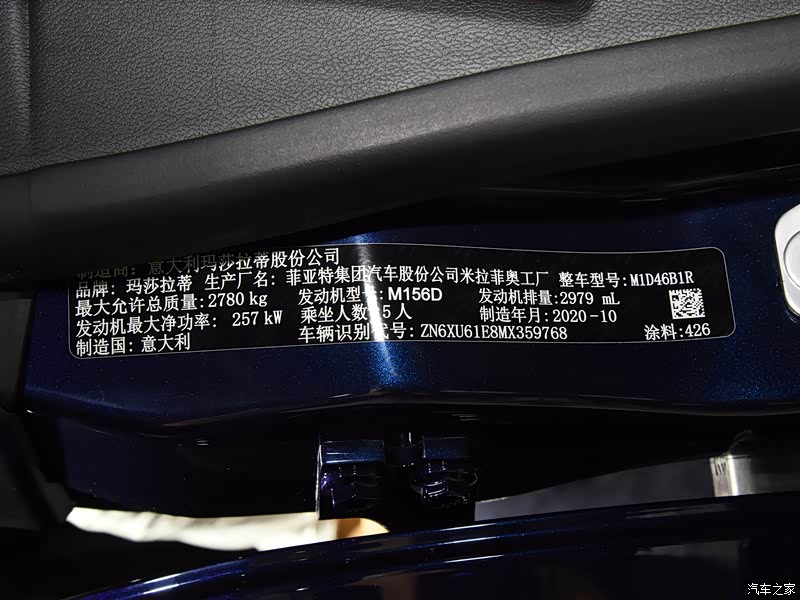 制造商：意大利玛莎拉蒂股份公司
品牌：玛莎拉蒂 生产厂名：菲亚特集团汽车股份公司米拉菲奥工厂 整车型号:M1D46B1R
最大允许总质量:2780 kg 发动机型号:M156D 发动机排量:2979 mL
发动机最大净功率: 257 kW 乘坐人数:5人 制造年月:2020-10
制造国:意大利 车辆识别代号: ZN6XU61E8MX359768 涂料:426
汽车之家